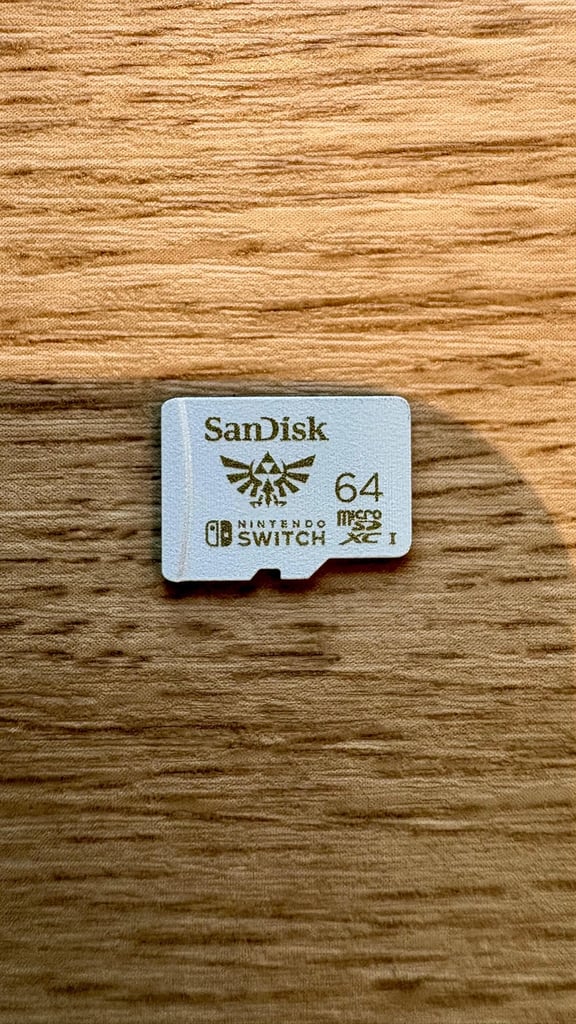 SanDisk
64
NINTENDO
SWITCH
micro
SD
XC I